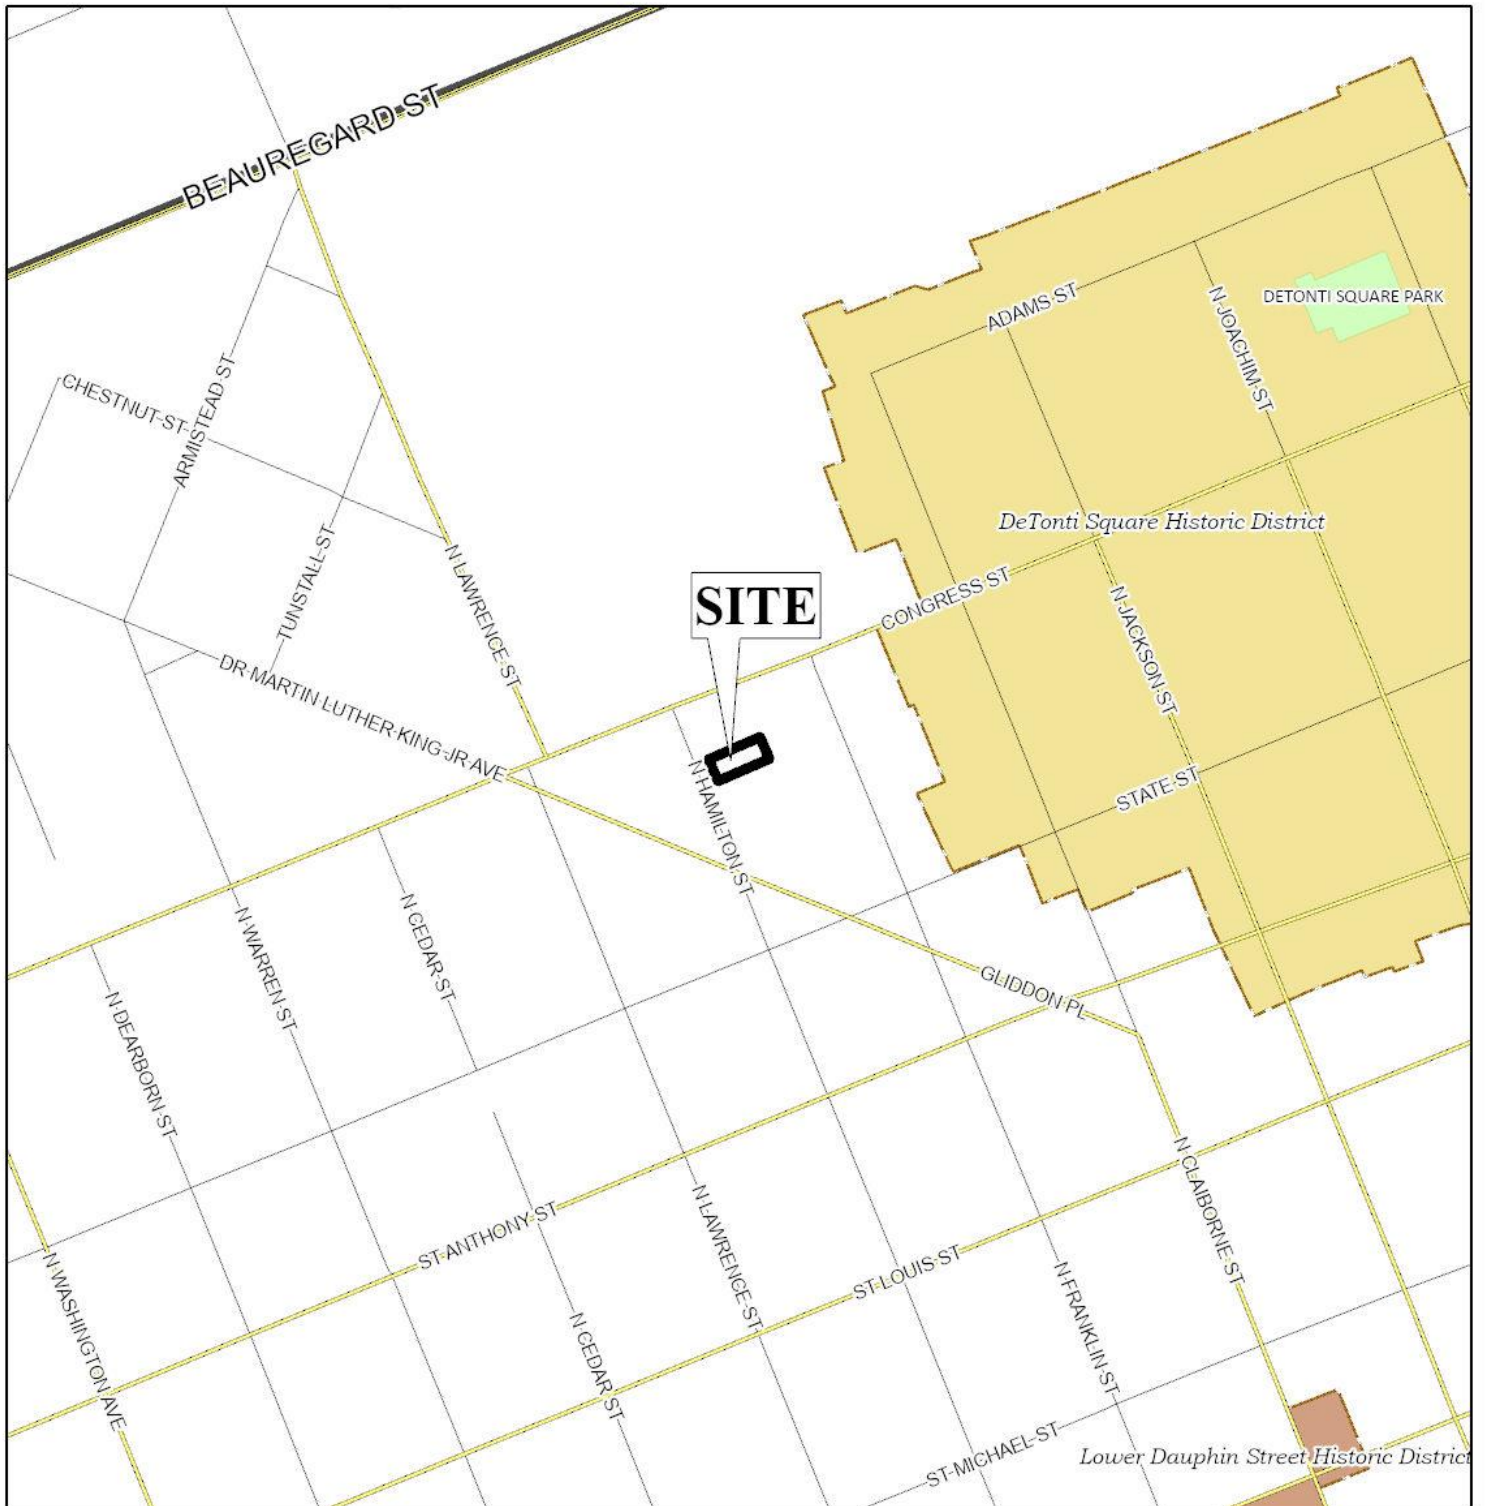 BEAUREGARD ST
DETONTI SQUARE PARK
ADAMS ST
N JOACHIM ST
CHESTNUT ST
ARMISTEAD ST
DeTonti Square Historic District
TUNSTALL ST
N LAWRENCE ST
SITE
CONGRESS ST
N JACKSON ST
DR MARTIN LUTHER KING JR AVE
N HAMILTON ST
STATE ST
N CEDAR ST
N WARREN ST
GLIDDON PL
N DEARBORN ST
N CLAIBORNE ST
ST ANTHONY ST
N LAWRENCE ST
ST LOUIS ST
N WASHINGTON AVE
N FRANKLIN ST
N CEDAR ST
ST MICHAEL ST
Lower Dauphin Street Historic District